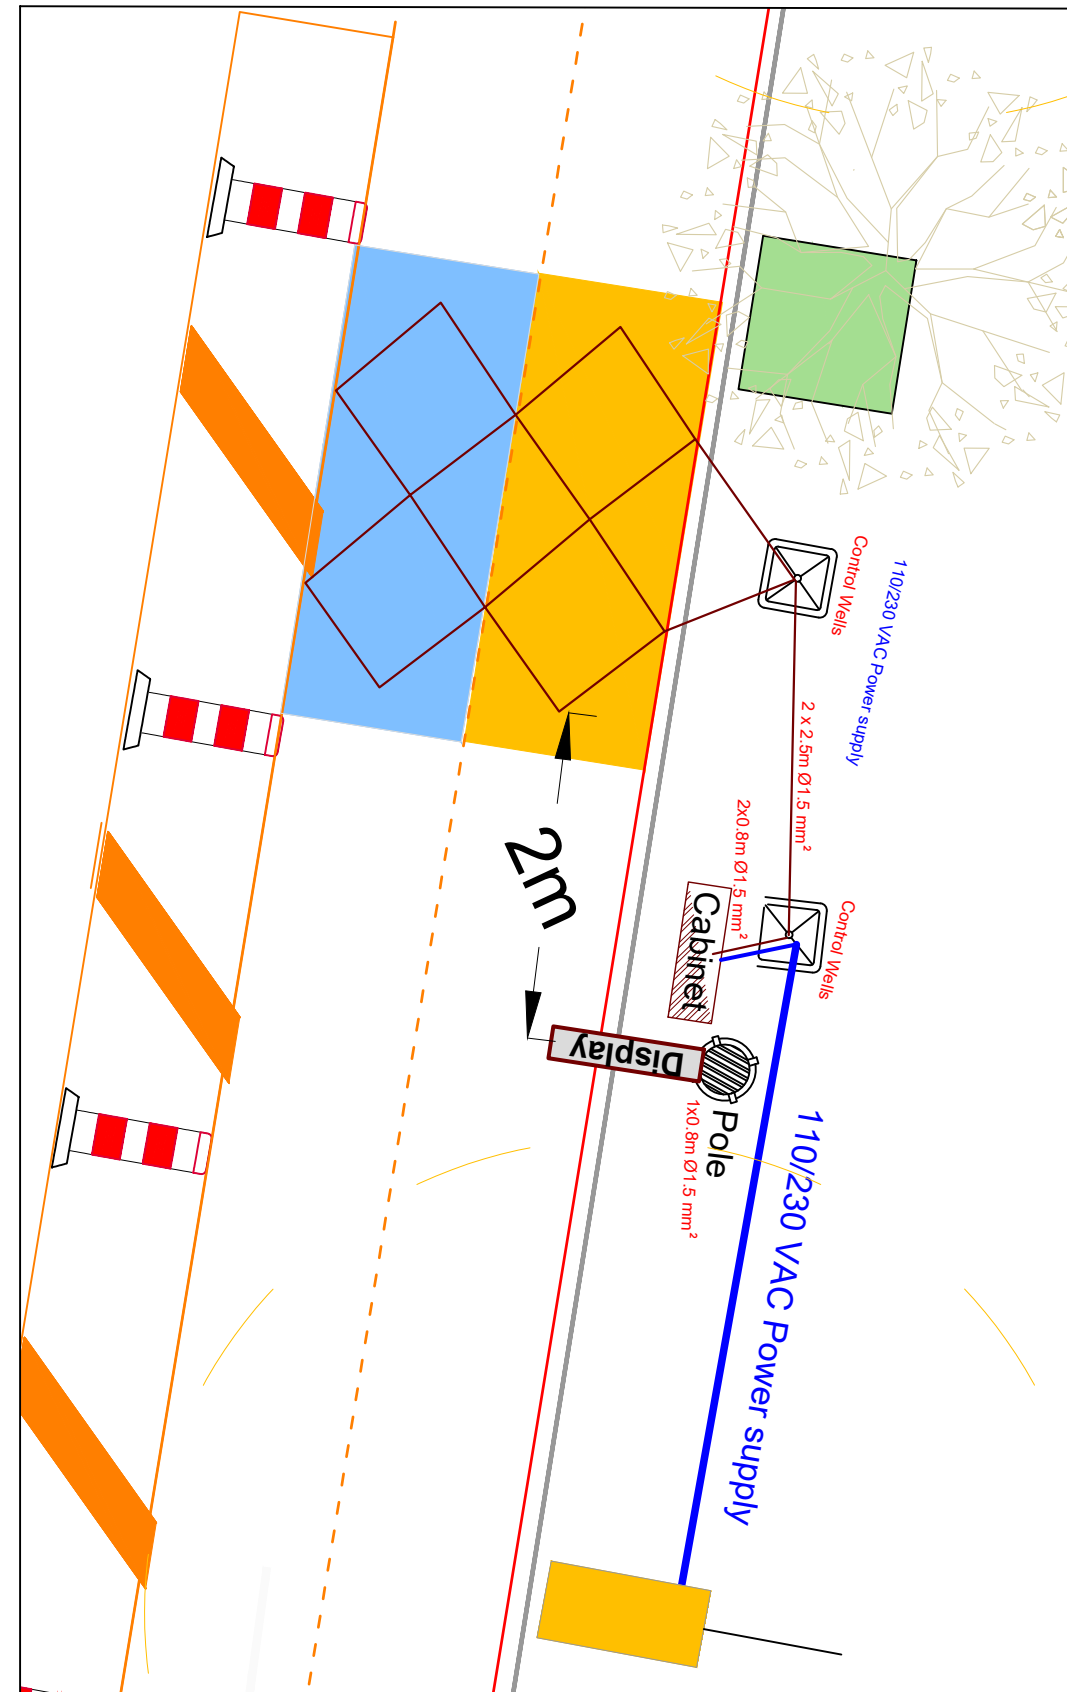 Control Wells
110/230 VAC Power supply
2 x 2.5m Ø1.5 mm²
2x0.8m Ø1.5 mm²
2m
Cabinet
Control Wells
Display
Pole
1x0.8m Ø1.5 mm²
110/230 VAC Power supply